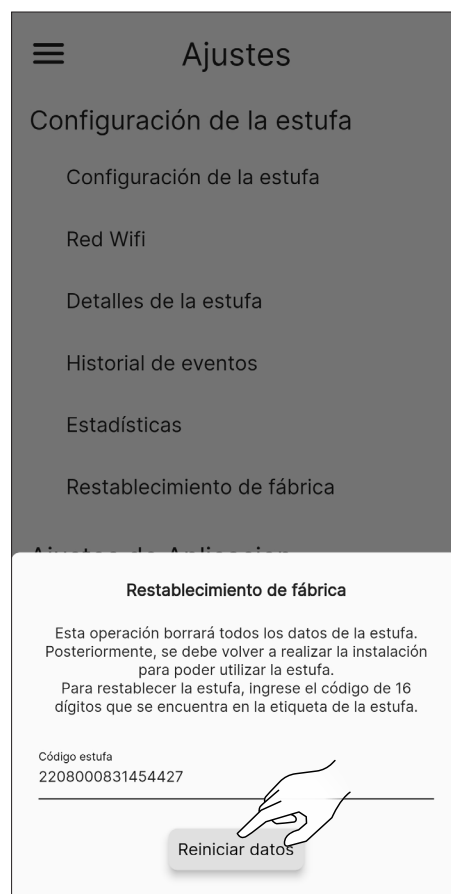 Ajustes
Configuración de la estufa
Configuración de la estufa
Red Wifi
Detalles de la estufa
Historial de eventos
Estadísticas
Restablecimiento de fábrica
Ajustes de Aplicacion
Restablecimiento de fábrica
Esta operación borrará todos los datos de la estufa.
Posteriormente, se debe volver a realizar la instalación
para poder utilizar la estufa.
Para restablecer la estufa, ingrese el código de 16
dígitos que se encuentra en la etiqueta de la estufa.
Código estufa
2208000831454427
Reiniciar datos